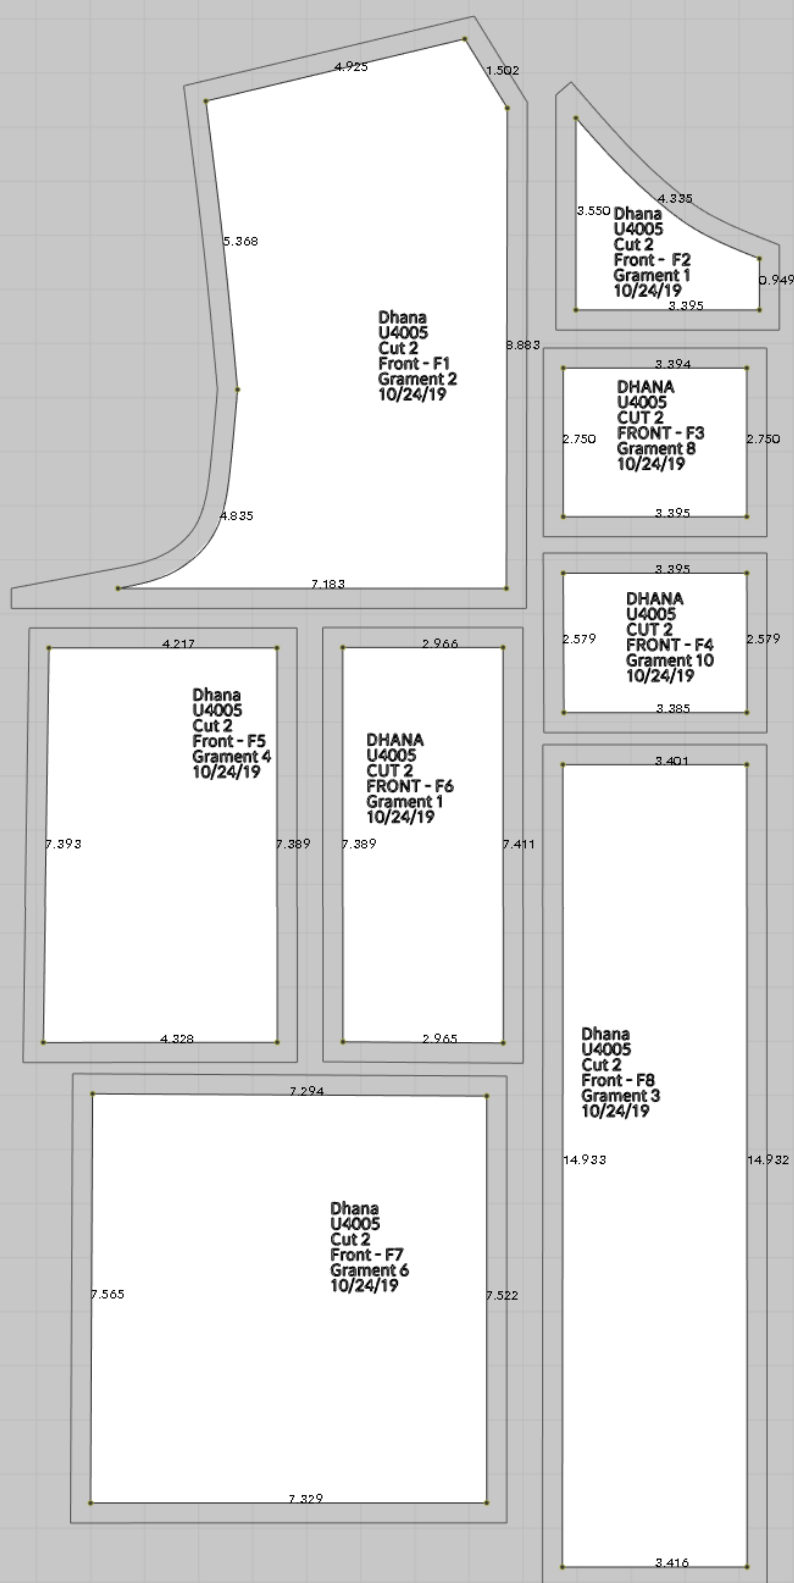 4.925
1.502
5.368
8.883
4.835
7.183
Dhana
U4005
Cut 2
Front - F1
Grament 2
10/24/19
3.550
4.335
0.949
3.395
Dhana
U4005
Cut 2
Front - F2
Grament 1
10/24/19
3.394
2.750
2.750
3.395
DHANA
U4005
CUT 2
FRONT - F3
Grament 8
10/24/19
3.395
2.579
2.579
3.385
DHANA
U4005
CUT 2
FRONT - F4
Grament 10
10/24/19
4.217
7.393
7.389
4.328
Dhana
U4005
Cut 2
Front - F5
Grament 4
10/24/19
2.966
7.389
7.411
2.965
DHANA
U4005
CUT 2
FRONT - F6
Grament 1
10/24/19
3.401
14.933
14.932
3.416
Dhana
U4005
Cut 2
Front - F8
Grament 3
10/24/19
7.294
7.565
7.522
7.329
Dhana
U4005
Cut 2
Front - F7
Grament 6
10/24/19